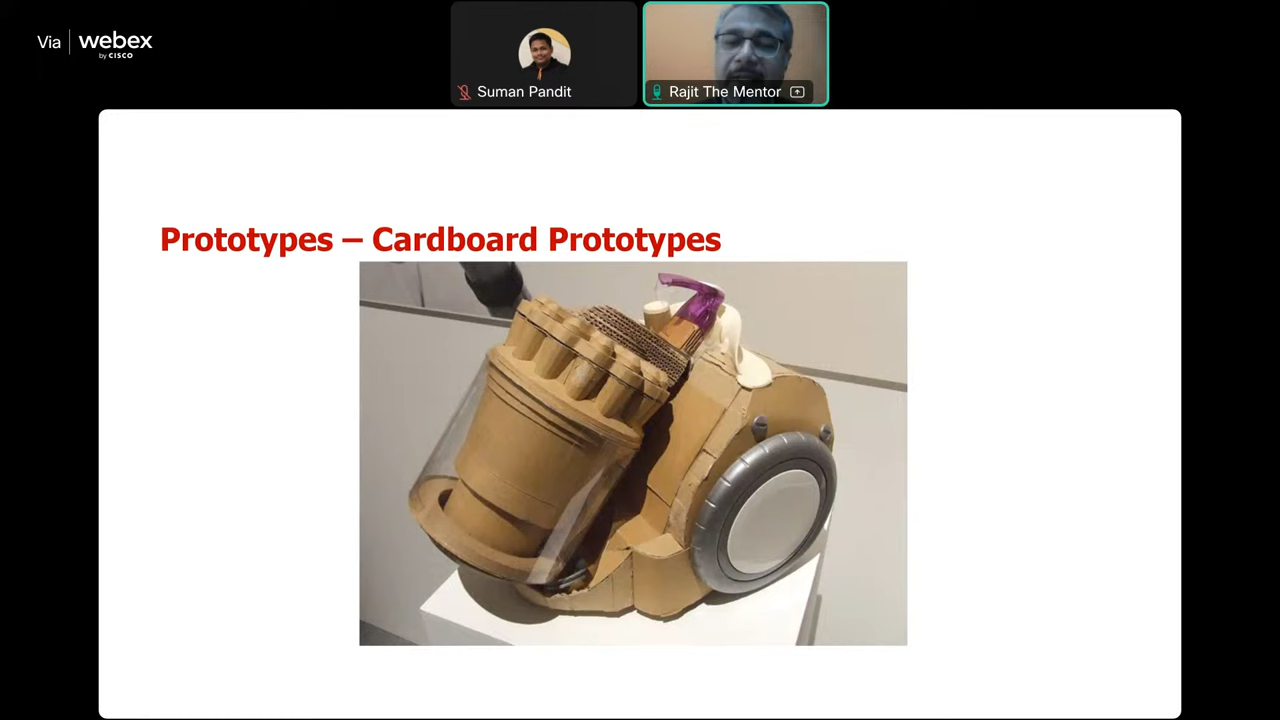 Via webex
by CISCO
Suman Pandit
Rajit The Mentor
Prototypes – Cardboard Prototypes